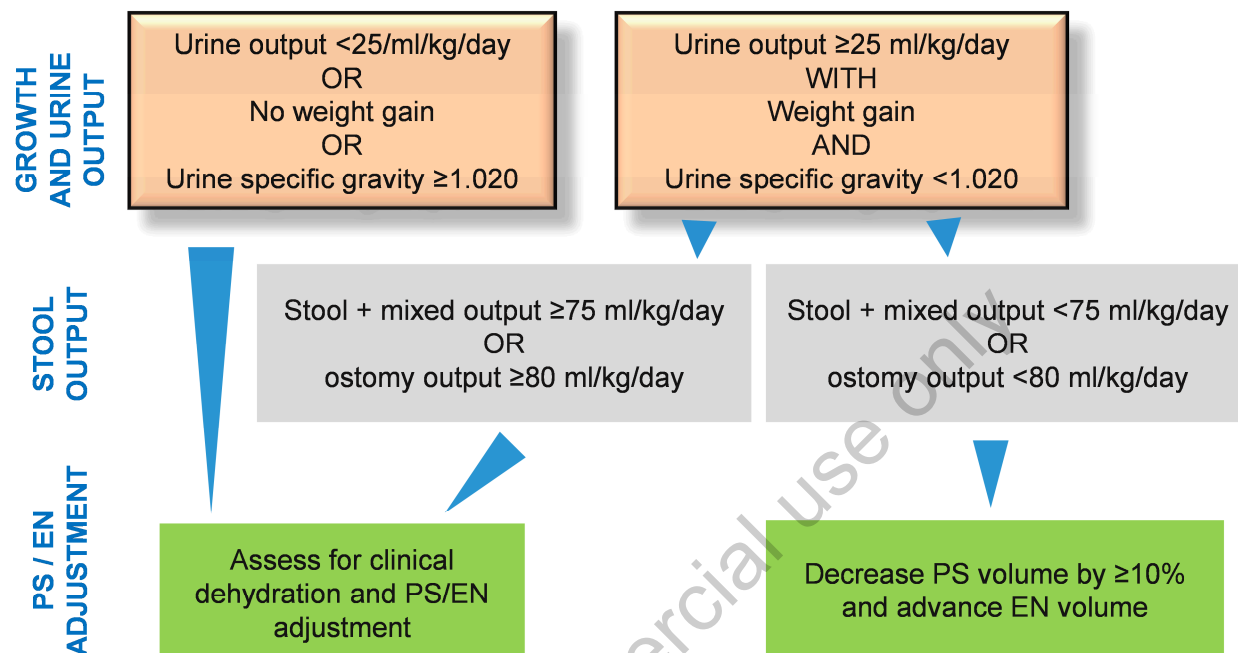 GROWTH
AND URINE
OUTPUT
Urine output <25/ml/kg/day
OR
No weight gain
OR
Urine specific gravity ≥1.020
Urine output ≥25 ml/kg/day
WITH
Weight gain
AND
Urine specific gravity <1.020
STOOL
OUTPUT
Stool + mixed output ≥75 ml/kg/day
OR
ostomy output ≥80 ml/kg/day
Stool + mixed output <75 ml/kg/day
OR
ostomy output <80 ml/kg/day
PS / EN
ADJUSTMENT
Assess for clinical
dehydration and PS/EN
adjustment
Decrease PS volume by ≥10%
and advance EN volume
use only